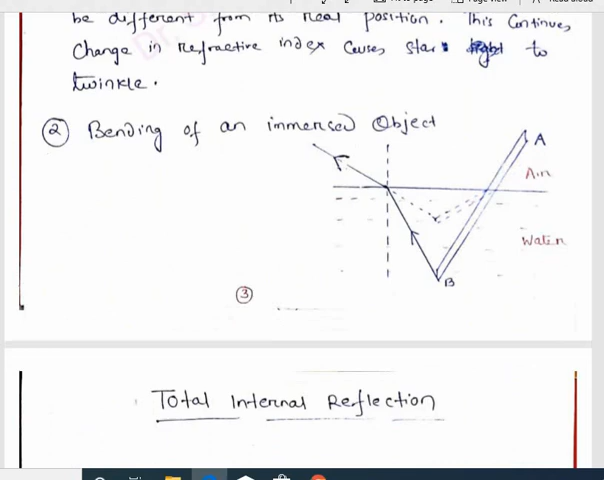 be different from its real position. This Continues
Change in Refractive index Causes Star light to
twinkle.
② Bending of an immersed Object
A
Air
Water
B
③
Total Internal Reflection